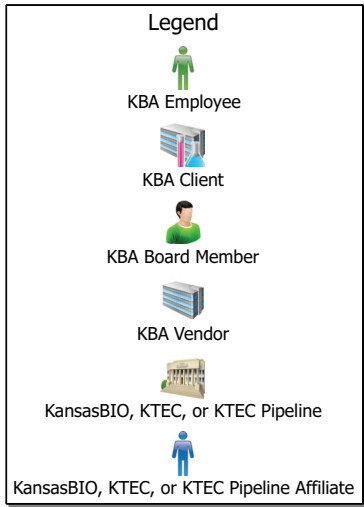 Legend
KBA Employee
KBA Client
KBA Board Member
KBA Vendor
KansasBIO, KTEC, or KTEC Pipeline
KansasBIO, KTEC, or KTEC Pipeline Affiliate